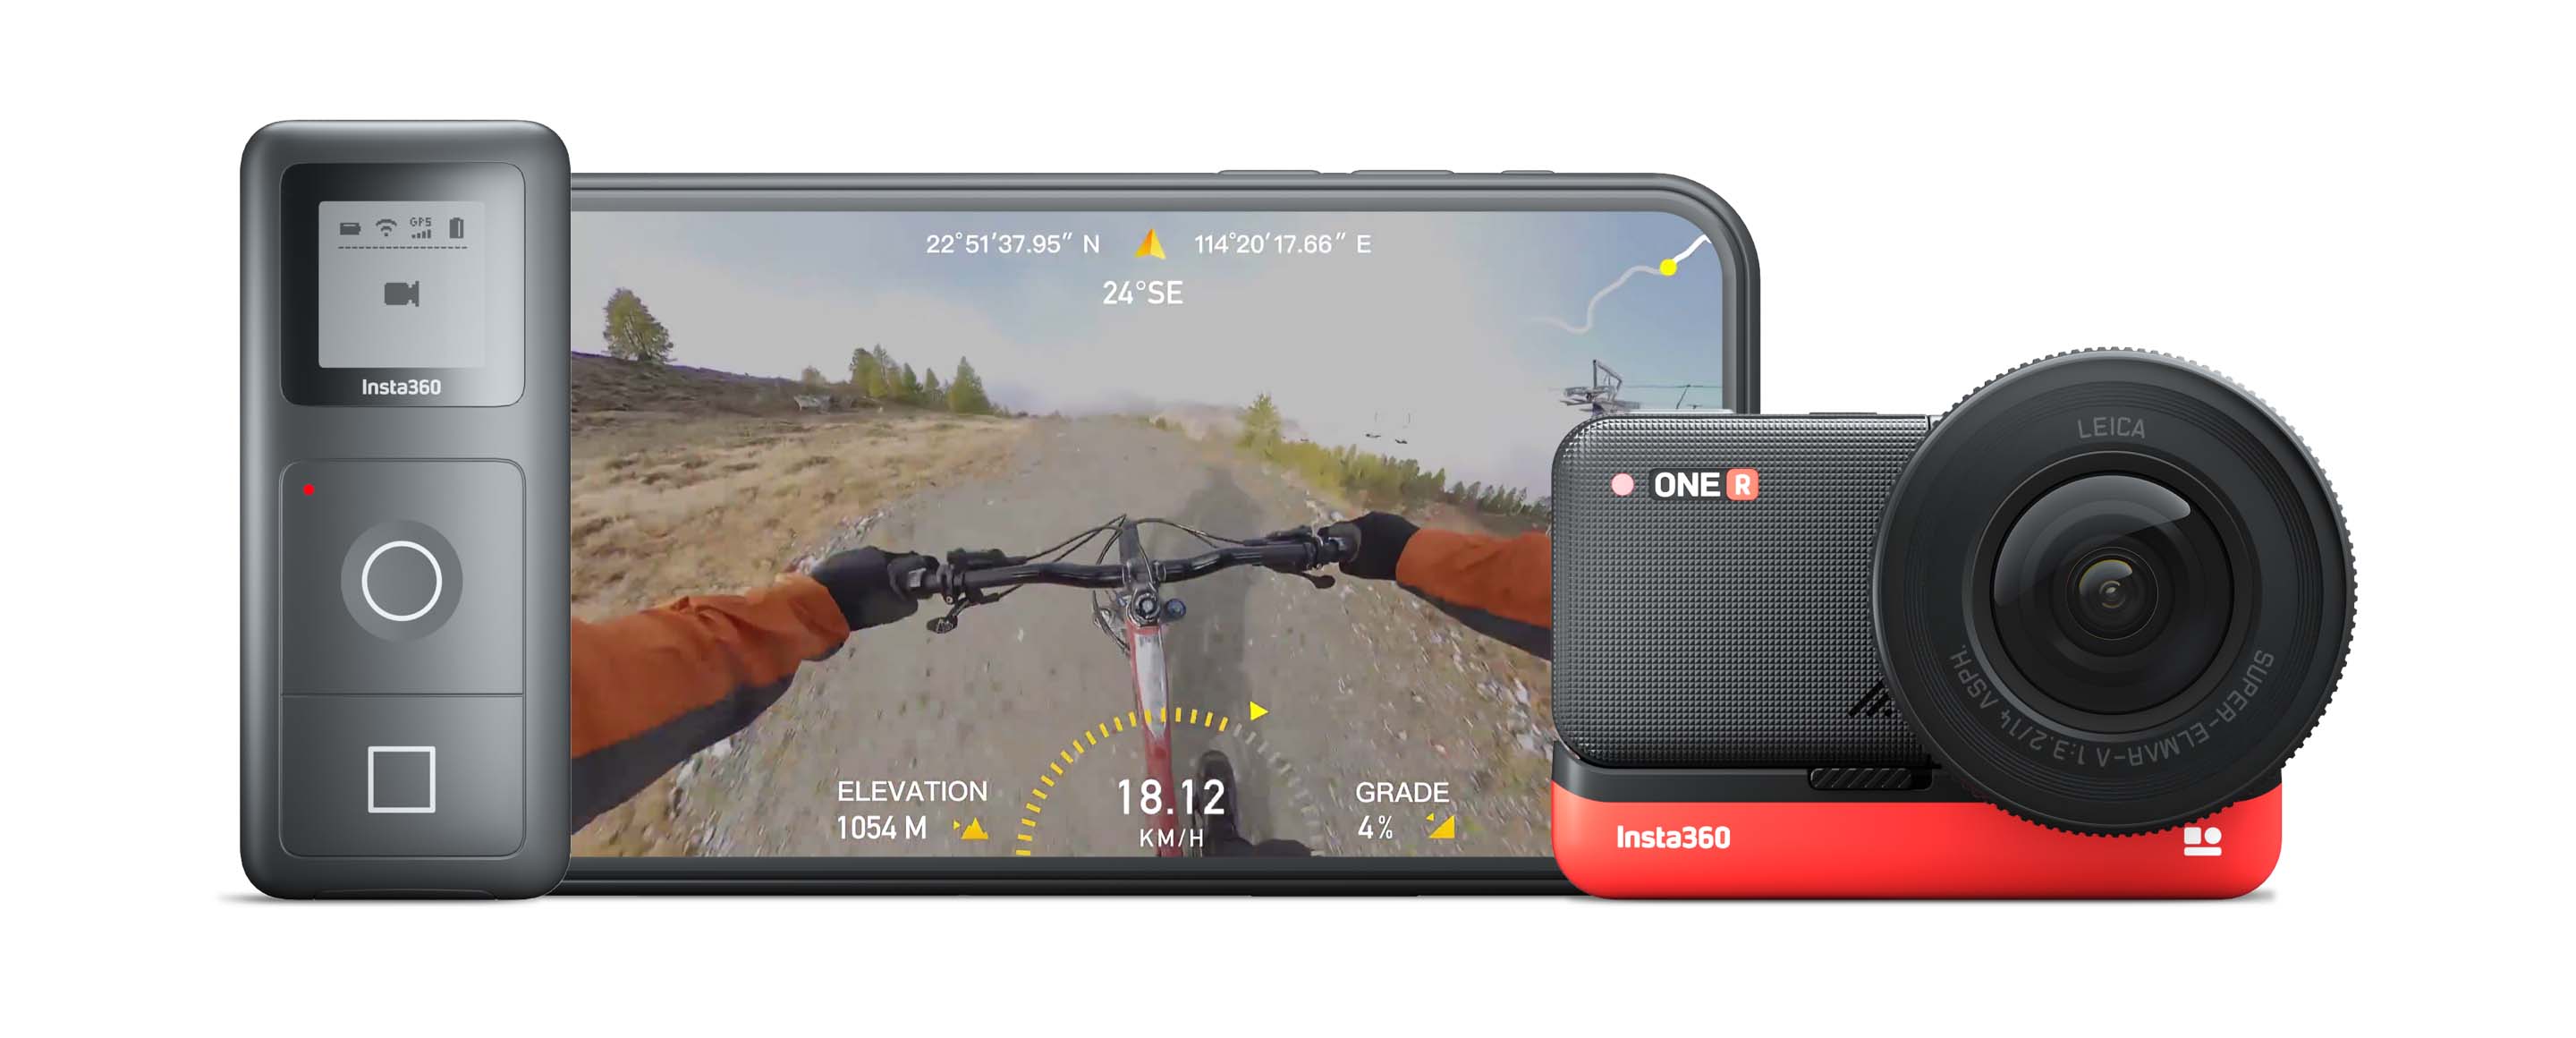 GPS
Insta360
22°51'37.95" N
114°20'17.66" E
24°SE
ELEVATION
1054 M
18.12
KM/H
GRADE
4%
ONE R
LEICA
SUPER-ELMAR-A 1:3.2/14 ASPH.
Insta360